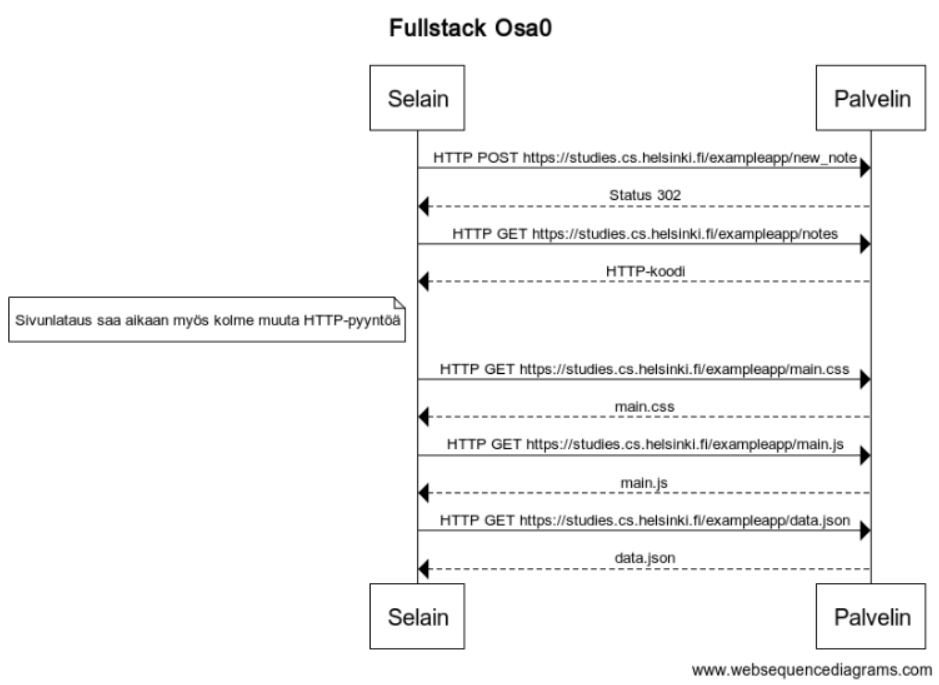 Fullstack Osa0
Selain
Palvelin
HTTP POST https://studies.cs.helsinki.fi/exampleapp/new_note
Status 302
HTTP GET https://studies.cs.helsinki.fi/exampleapp/notes
HTTP-koodi
Sivunlataus saa aikaan myös kolme muuta HTTP-pyyntöä
HTTP GET https://studies.cs.helsinki.fi/exampleapp/main.css
main.css
HTTP GET https://studies.cs.helsinki.fi/exampleapp/main.js
main.js
HTTP GET https://studies.cs.helsinki.fi/exampleapp/data.json
data.json
Selain
Palvelin
www.websequencediagrams.com